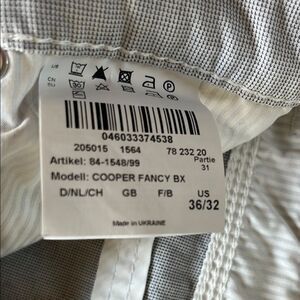 US
CN
RU
046033374538
205015 1564 78 232 20
Artikel: 84-1548/99 Partie
31
Modell: COOPER FANCY BX
D/NL/CH GB F/B US
36/32
Made in UKRAINE